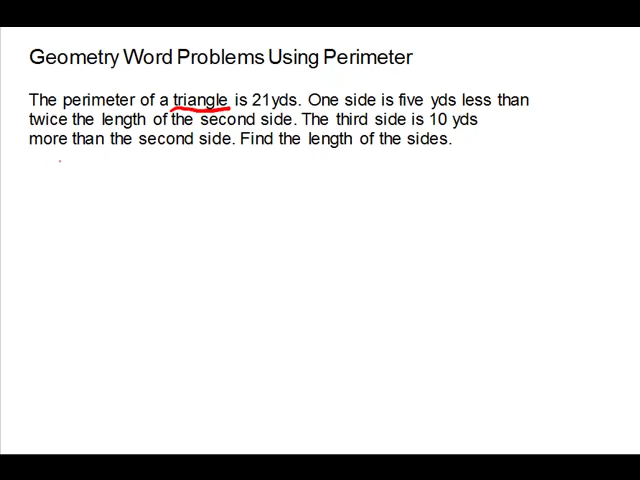 Geometry Word Problems Using Perimeter
The perimeter of a triangle is 21yds. One side is five yds less than
twice the length of the second side. The third side is 10 yds
more than the second side. Find the length of the sides.